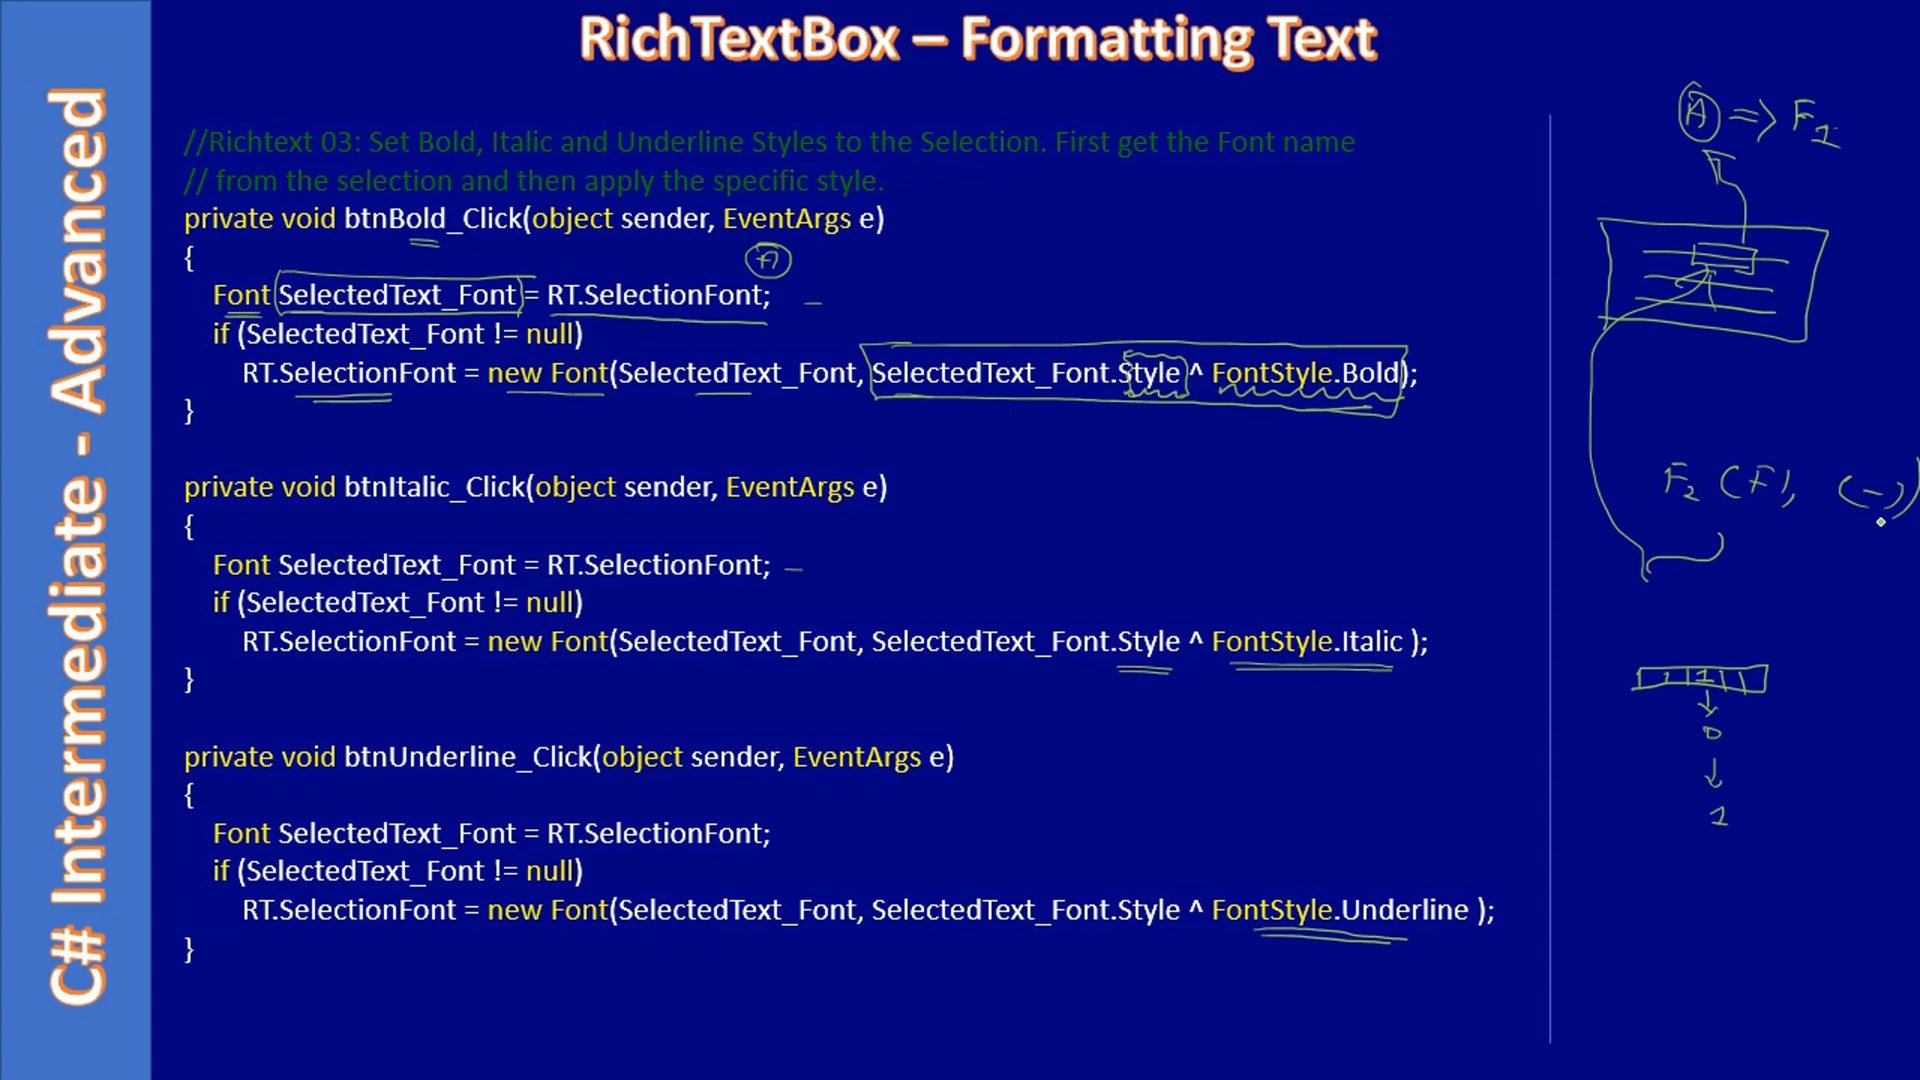 RichTextBox – Formatting Text
C# Intermediate - Advanced
//Richtext 03: Set Bold, Italic and Underline Styles to the Selection. First get the Font name
// from the selection and then apply the specific style.
private void btnBold_Click(object sender, EventArgs e)
{
Font SelectedText_Font = RT.SelectionFont;
if (SelectedText_Font != null)
RT.SelectionFont = new Font(SelectedText_Font, SelectedText_Font.Style ^ FontStyle.Bold);
}
private void btnItalic_Click(object sender, EventArgs e)
{
Font SelectedText_Font = RT.SelectionFont;
if (SelectedText_Font != null)
RT.SelectionFont = new Font(SelectedText_Font, SelectedText_Font.Style ^ FontStyle.Italic );
}
private void btnUnderline_Click(object sender, EventArgs e)
{
Font SelectedText_Font = RT.SelectionFont;
if (SelectedText_Font != null)
RT.SelectionFont = new Font(SelectedText_Font, SelectedText_Font.Style ^ FontStyle.Underline );
}
A => F1
F2 (F), (-))
1
0
1